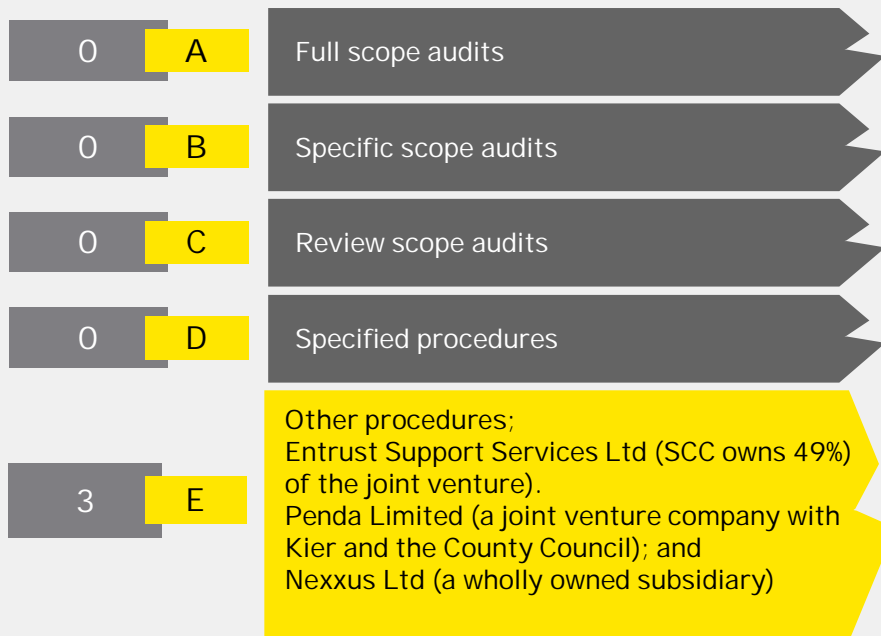 0 A Full scope audits
0 B Specific scope audits
0 C Review scope audits
0 D Specified procedures
3 E
Other procedures;
Entrust Support Services Ltd (SCC owns 49%)
of the joint venture).
Penda Limited (a joint venture company with
Kier and the County Council); and
Nexxus Ltd (a wholly owned subsidiary)